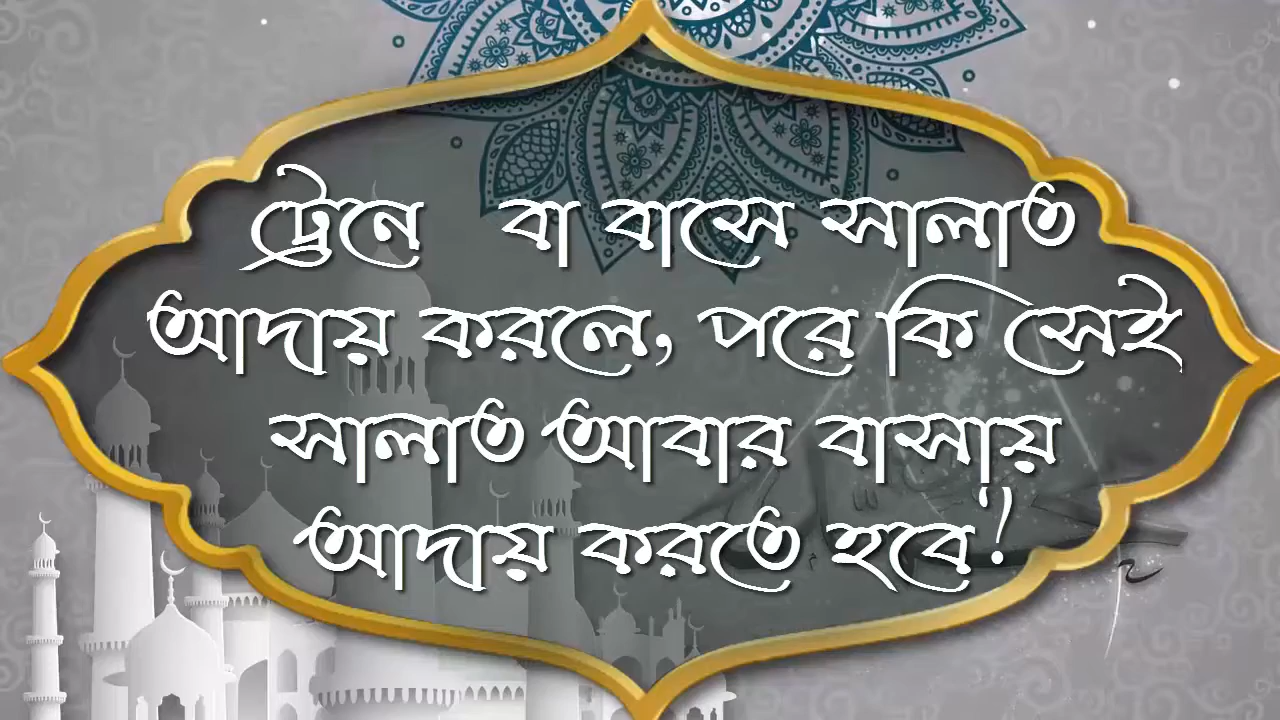 ট্রেনে বা বাসে সালাত
আদায় করলে, পরে কি সেই
সালাত আবার বাসায়
আদায় করতে হবে?